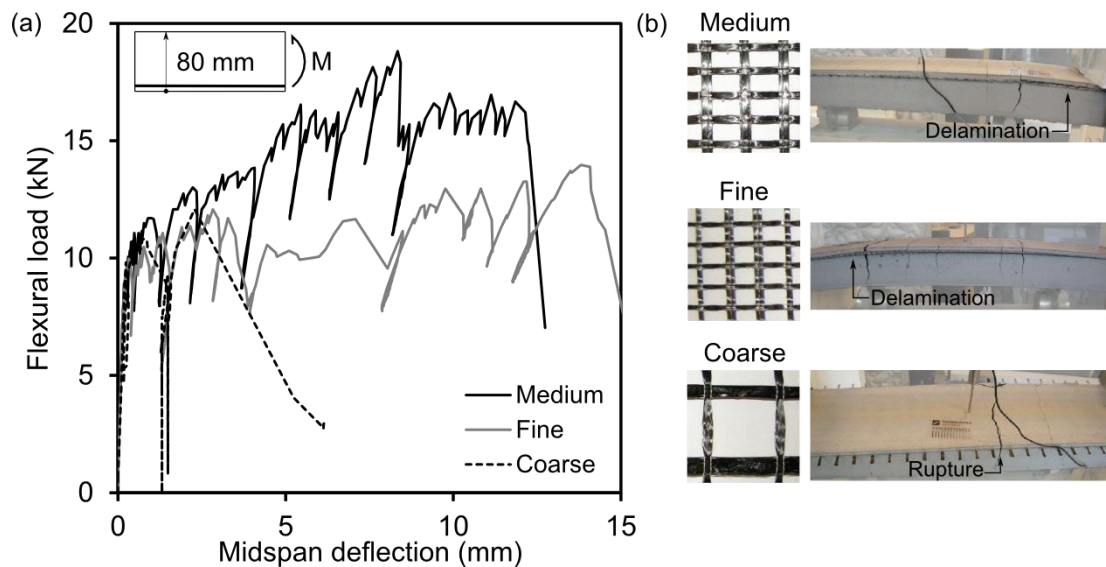 (a)
20
15
10
5
0
Flexural load (kN)
80 mm
M
Medium
Fine
Coarse
0
5
10
15
Midspan deflection (mm)
(b)
Medium
Delamination
Fine
Delamination
Coarse
Rupture